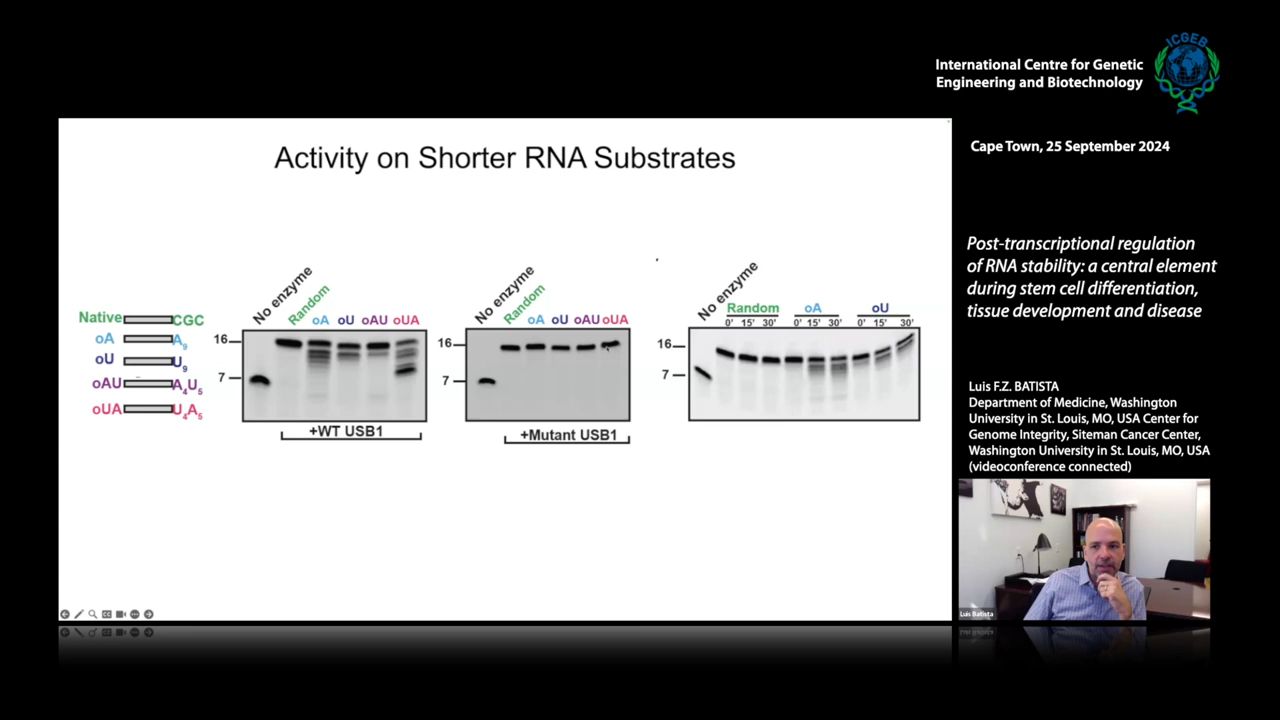 ICGEB
International Centre for Genetic
Engineering and Biotechnology
Cape Town, 25 September 2024
Activity on Shorter RNA Substrates
Post-transcriptional regulation
of RNA stability: a central element
during stem cell differentiation,
tissue development and disease
Native CGC
oA A9
oU U9
oAU A4U5
oUA U4A5
No enzyme
Random
oA oU oAU oUA
16
7
+WT USB1
No enzyme
Random
oA oU oAU oUA
16
7
+Mutant USB1
No enzyme
Random oA oU
0' 15' 30' 0' 15' 30' 0' 15' 30'
16
7
Luis F.Z. BATISTA
Department of Medicine, Washington
University in St. Louis, MO, USA Center for
Genome Integrity, Siteman Cancer Center,
Washington University in St. Louis, MO, USA
(videoconference connected)
Luis Batista